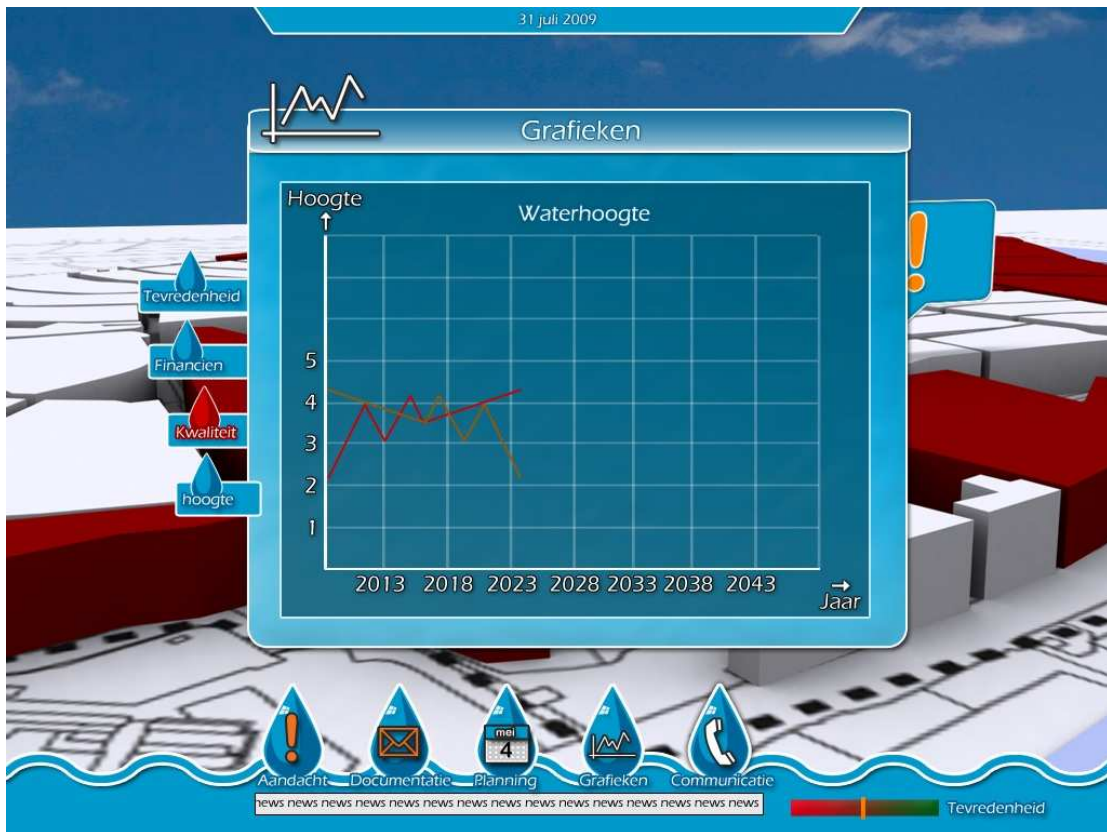 31 juli 2009
Grafieken
Hoogte
Waterhoogte
Tevredenheid
Financien
Kwaliteit
hoogte
5
4
3
2
1
2013 2018 2023 2028 2033 2038 2043
Jaar
mei
4
Aandacht Documentatie Planning Grafieken Communicatie
news news news news news news news news news news news news news news news
Tevredenheid